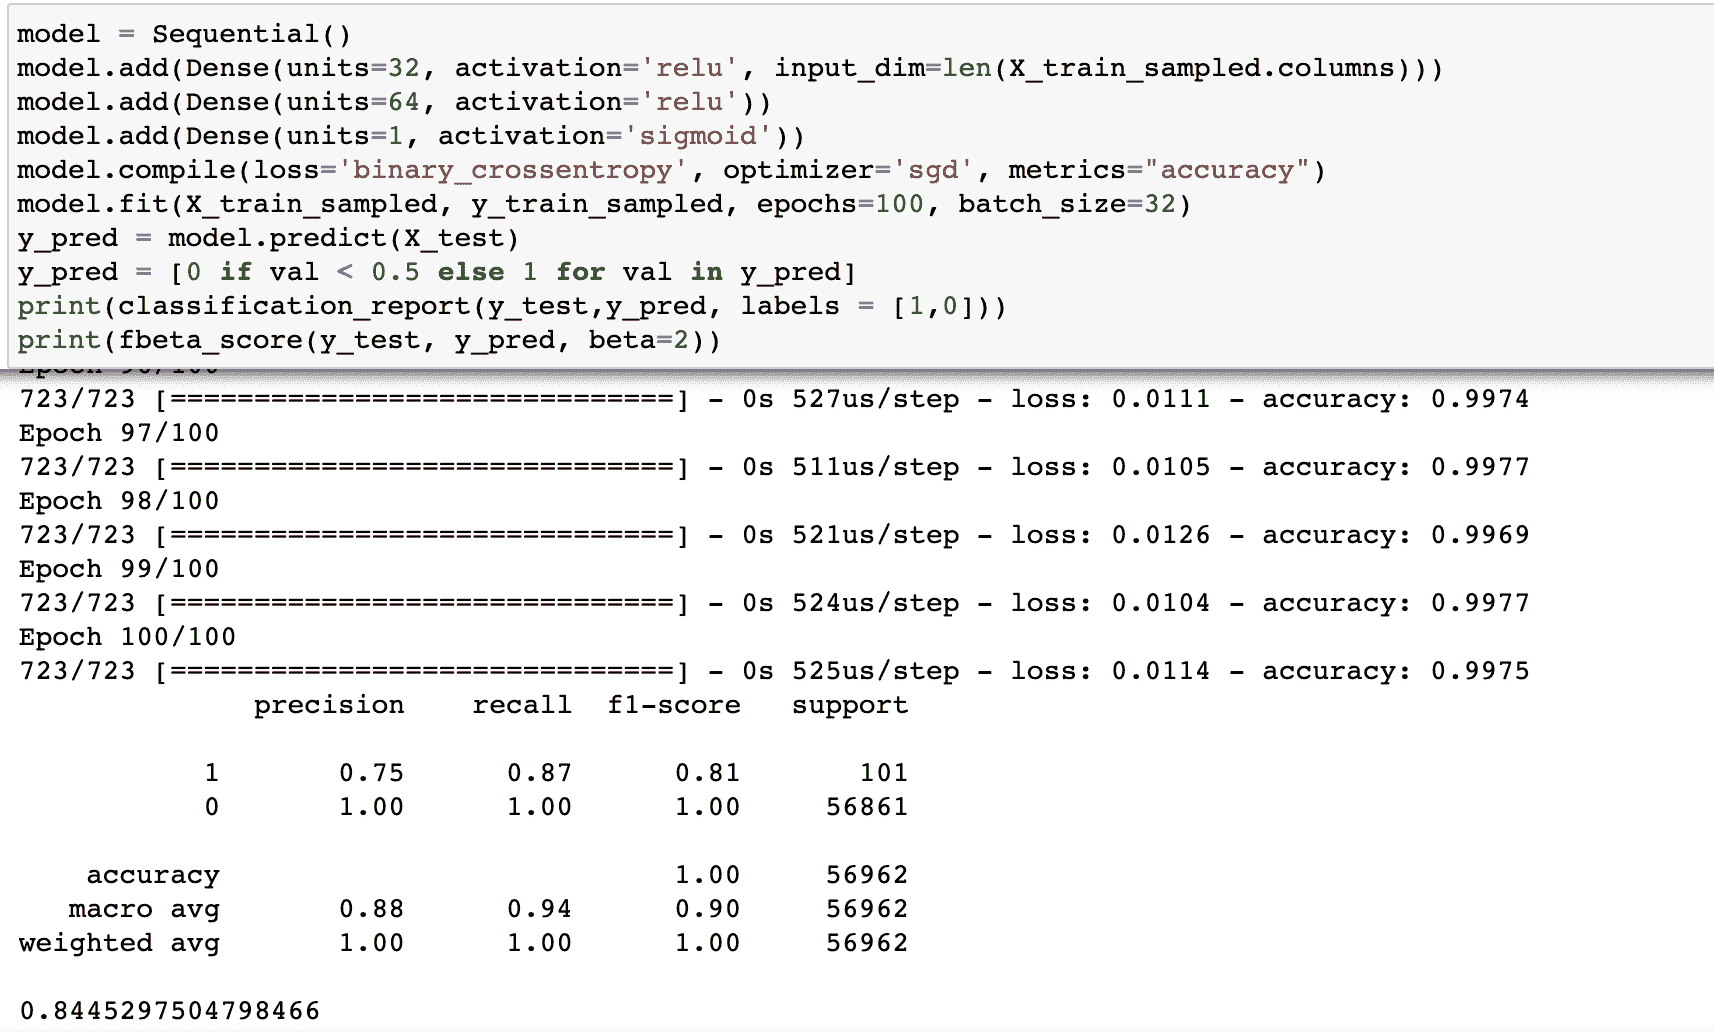 model = Sequential()
model.add(Dense(units=32, activation='relu', input_dim=len(X_train_sampled.columns)))
model.add(Dense(units=64, activation='relu'))
model.add(Dense(units=1, activation='sigmoid'))
model.compile(loss='binary_crossentropy', optimizer='sgd', metrics="accuracy")
model.fit(X_train_sampled, y_train_sampled, epochs=100, batch_size=32)
y_pred = model.predict(X_test)
y_pred = [0 if val < 0.5 else 1 for val in y_pred]
print(classification_report(y_test,y_pred, labels = [1,0]))
print(fbeta_score(y_test, y_pred, beta=2))
723/723 [==============================] - 0s 527us/step - loss: 0.0111 - accuracy: 0.9974
Epoch 97/100
723/723 [==============================] - 0s 511us/step - loss: 0.0105 - accuracy: 0.9977
Epoch 98/100
723/723 [==============================] - 0s 521us/step - loss: 0.0126 - accuracy: 0.9969
Epoch 99/100
723/723 [==============================] - 0s 524us/step - loss: 0.0104 - accuracy: 0.9977
Epoch 100/100
723/723 [==============================] - 0s 525us/step - loss: 0.0114 - accuracy: 0.9975
precision recall f1-score support
1 0.75 0.87 0.81 101
0 1.00 1.00 1.00 56861
accuracy 1.00 56962
macro avg 0.88 0.94 0.90 56962
weighted avg 1.00 1.00 1.00 56962
0.8445297504798466